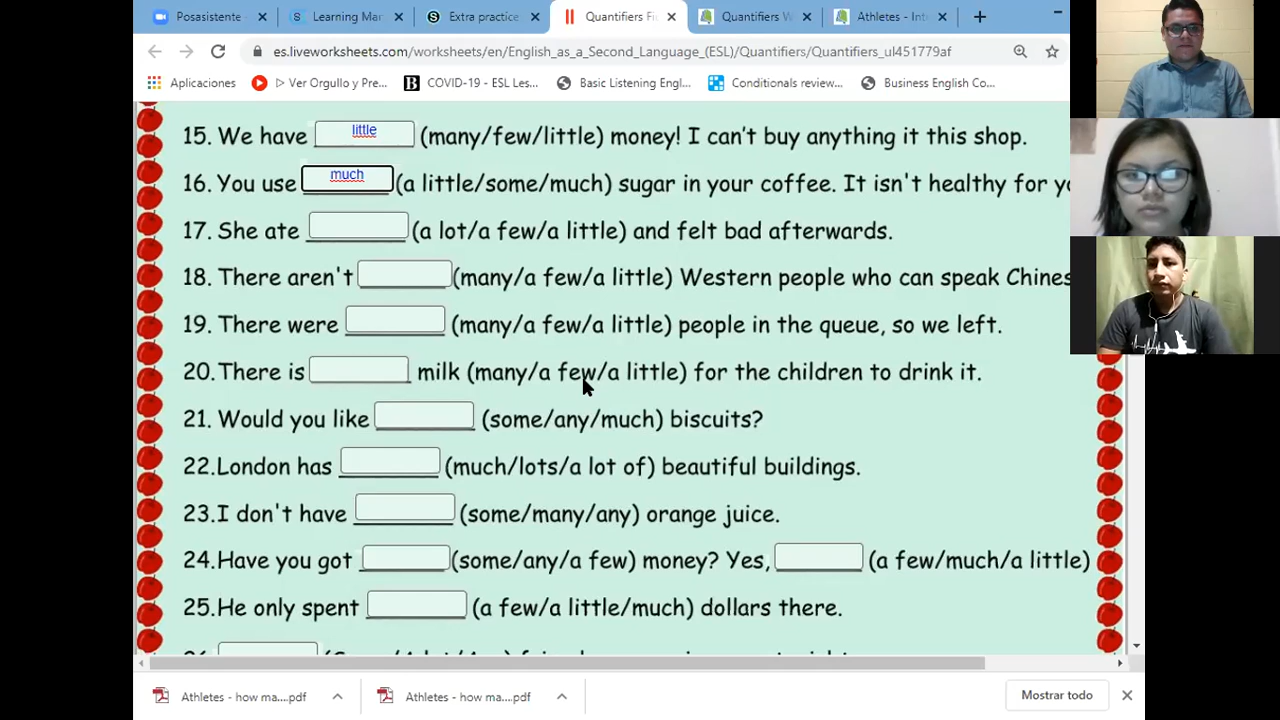 Posasistente
Learning Mar
Extra practice
Quantifiers Fi
Quantifiers W
Athletes - Int
es.liveworksheets.com/worksheets/en/English_as_a_Second_Language_(ESL)/Quantifiers/Quantifiers_ul451779af
Aplicaciones
Ver Orgullo y Pre...
COVID-19 - ESL Les...
Basic Listening Engl...
Conditionals review...
Business English Co...
15. We have little (many/few/little) money! I can't buy anything it this shop.
16. You use much (a little/some/much) sugar in your coffee. It isn't healthy for yo
17. She ate (a lot/a few/a little) and felt bad afterwards.
18. There aren't (many/a few/a little) Western people who can speak Chines
19. There were (many/a few/a little) people in the queue, so we left.
20. There is milk (many/a few/a little) for the children to drink it.
21. Would you like (some/any/much) biscuits?
22. London has (much/lots/a lot of) beautiful buildings.
23. I don't have (some/many/any) orange juice.
24. Have you got (some/any/a few) money? Yes, (a few/much/a little)
25. He only spent (a few/a little/much) dollars there.
Athletes - how ma....pdf
Athletes - how ma....pdf
Mostrar todo